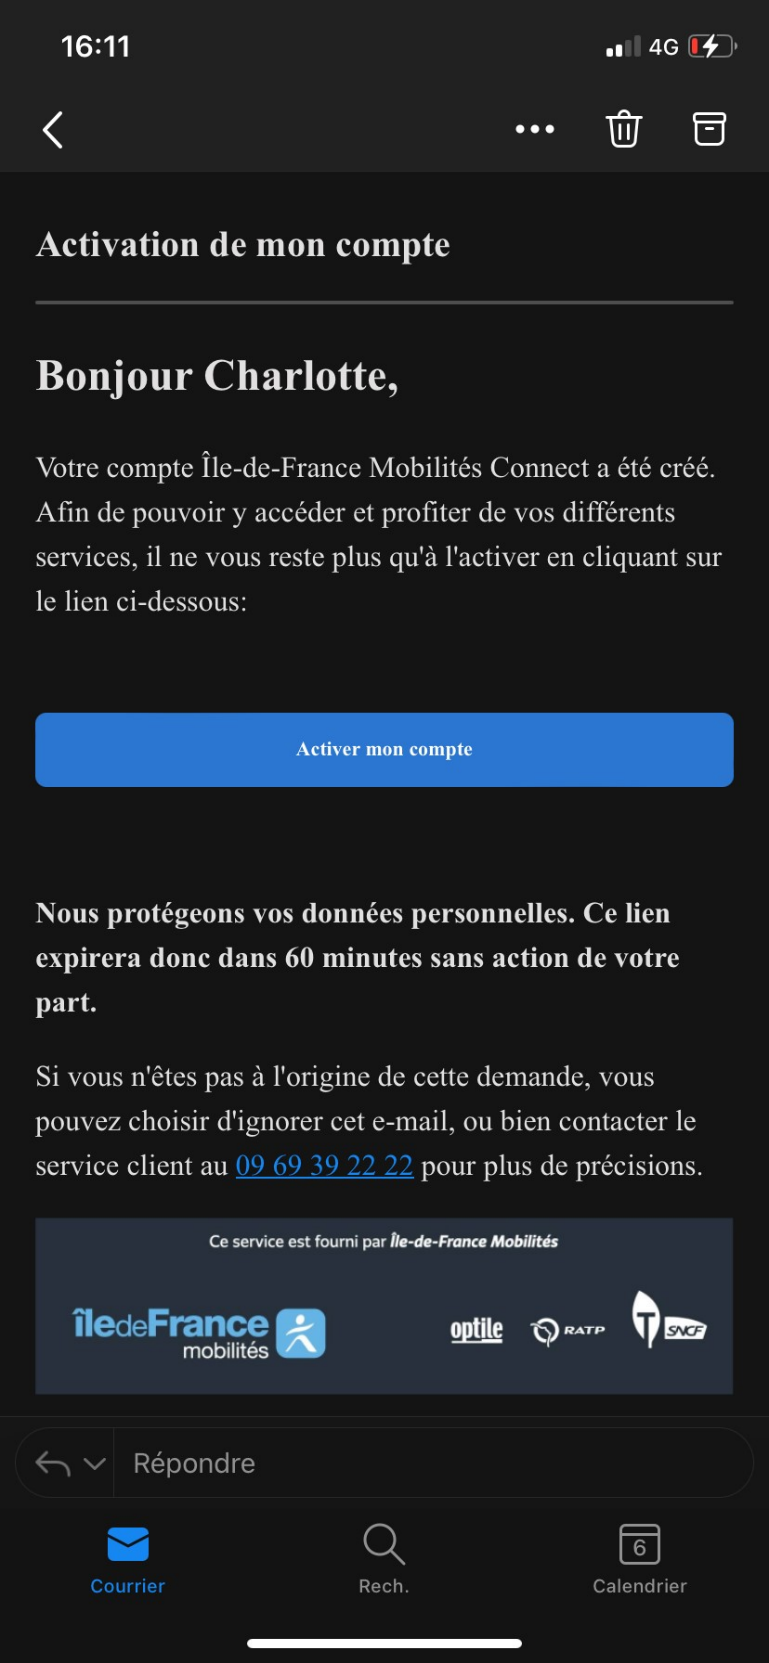 16:11
4G
Activation de mon compte
Bonjour Charlotte,
Votre compte Île-de-France Mobilités Connect a été créé.
Afin de pouvoir y accéder et profiter de vos différents
services, il ne vous reste plus qu'à l'activer en cliquant sur
le lien ci-dessous:
Activer mon compte
Nous protégeons vos données personnelles. Ce lien
expirera donc dans 60 minutes sans action de votre
part.
Si vous n'êtes pas à l'origine de cette demande, vous
pouvez choisir d'ignorer cet e-mail, ou bien contacter le
service client au 09 69 39 22 22 pour plus de précisions.
Ce service est fourni par Île-de-France Mobilités
îledeFrance
mobilités
optile
RATP
T
SNCF
Répondre
6
Courrier
Rech.
Calendrier